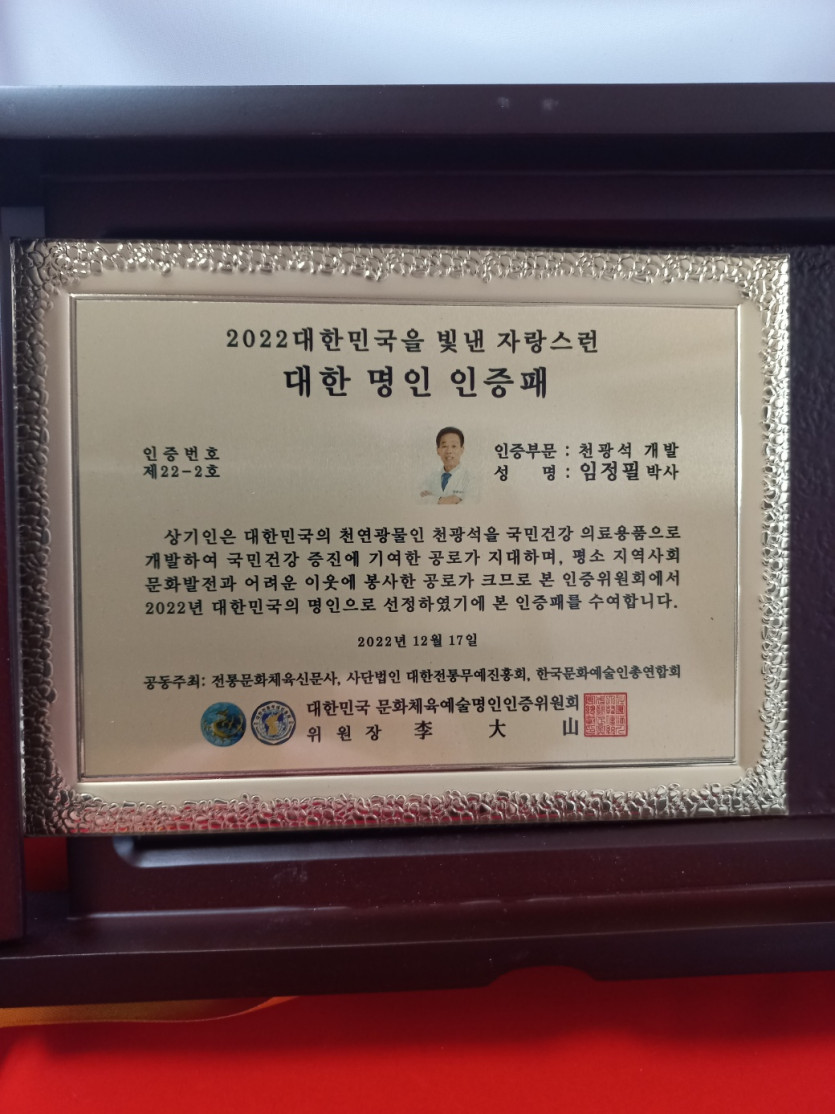 2022대한민국을 빛낸 자랑스런
대한 명인 인증패
인증번호
제22-2호
인증부문 : 천광석 개발
성 명 : 임정필 박사
상기인은 대한민국의 천연광물인 천광석을 국민건강 의료용품으로
개발하여 국민건강 증진에 기여한 공로가 지대하며, 평소 지역사회
문화발전과 어려운 이웃에 봉사한 공로가 크므로 본 인증위원회에서
2022년 대한민국의 명인으로 선정하였기에 본 인증패를 수여합니다.
2022년 12월 17일
공동주최: 전통문화체육신문사, 사단법인 대한전통무예진흥회, 한국문화예술인총연합회
대한민국 문화체육예술명인인증위원회
위 원 장 李 大 山